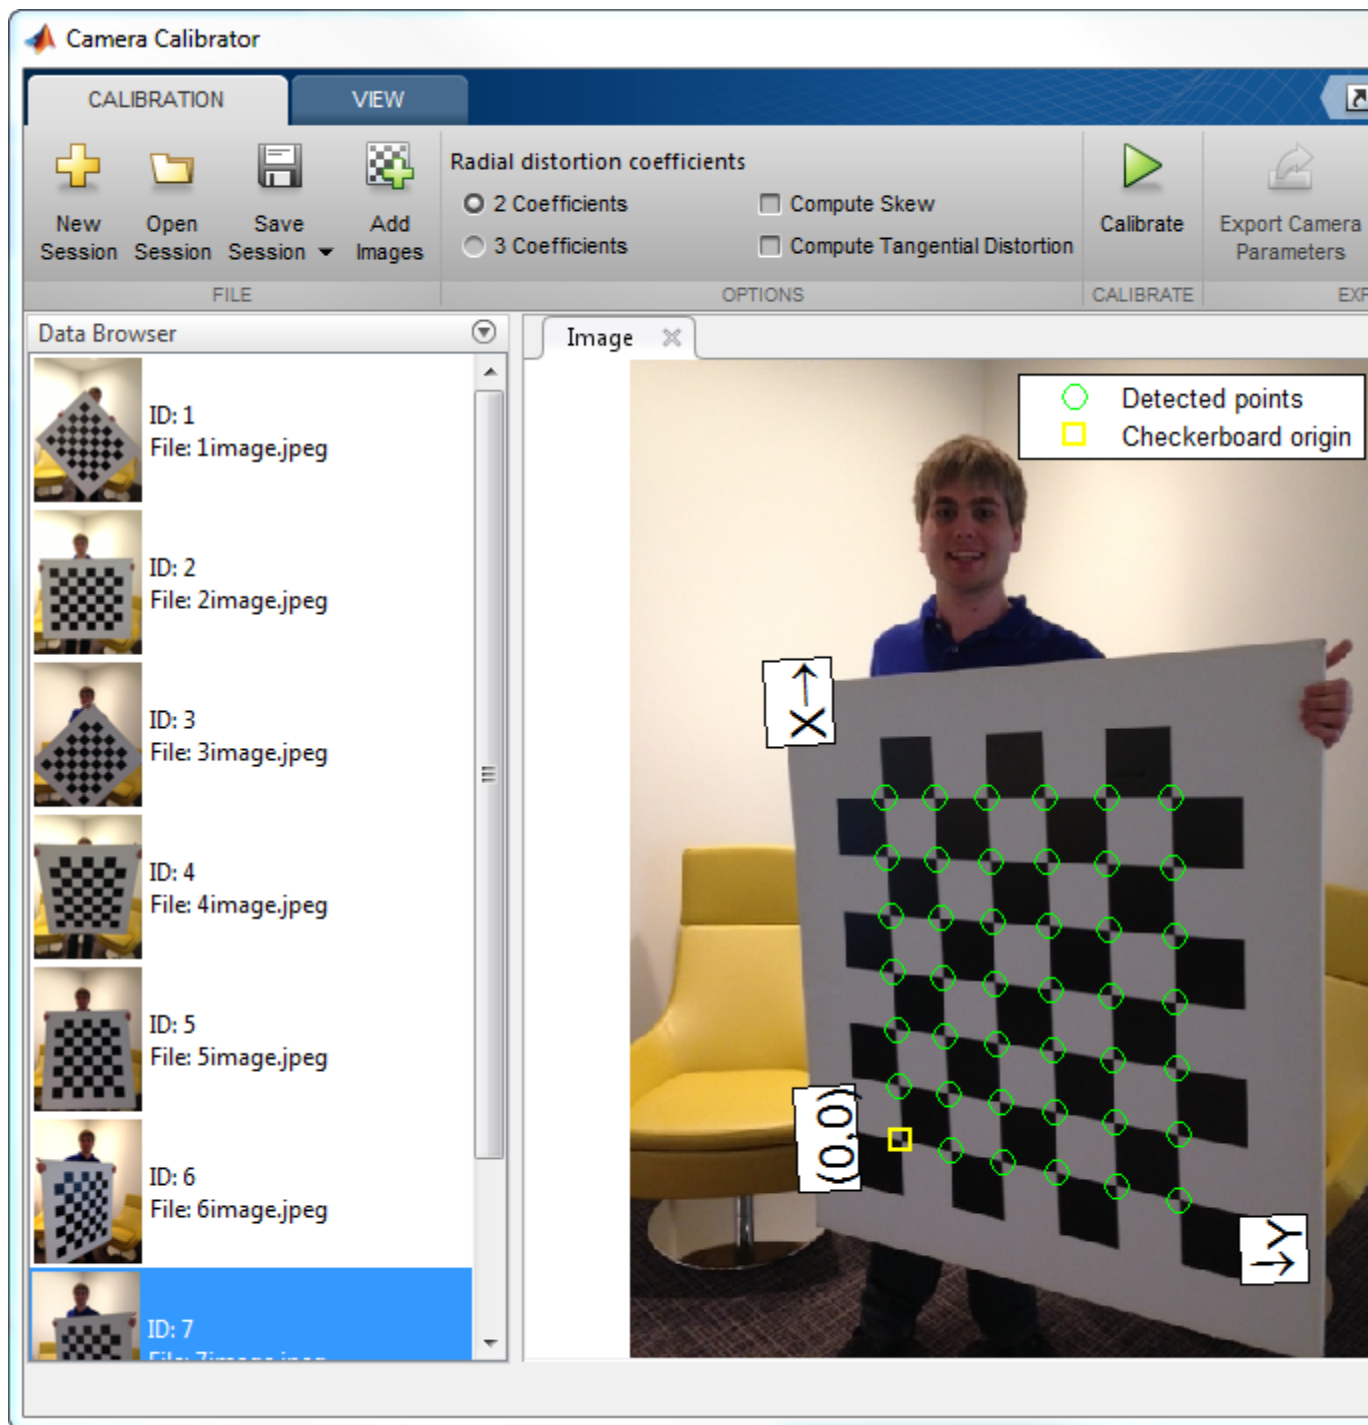 Camera Calibrator
CALIBRATION
VIEW
New Session
Open Session
Save Session
Add Images
Radial distortion coefficients
2 Coefficients
3 Coefficients
Compute Skew
Compute Tangential Distortion
Calibrate
Export Camera Parameters
FILE
OPTIONS
CALIBRATE
Data Browser
Image
ID: 1
File: 1image.jpeg
ID: 2
File: 2image.jpeg
ID: 3
File: 3image.jpeg
ID: 4
File: 4image.jpeg
ID: 5
File: 5image.jpeg
ID: 6
File: 6image.jpeg
ID: 7
File: 7image.jpeg
Detected points
Checkerboard origin
X→
(0,0)
Y→